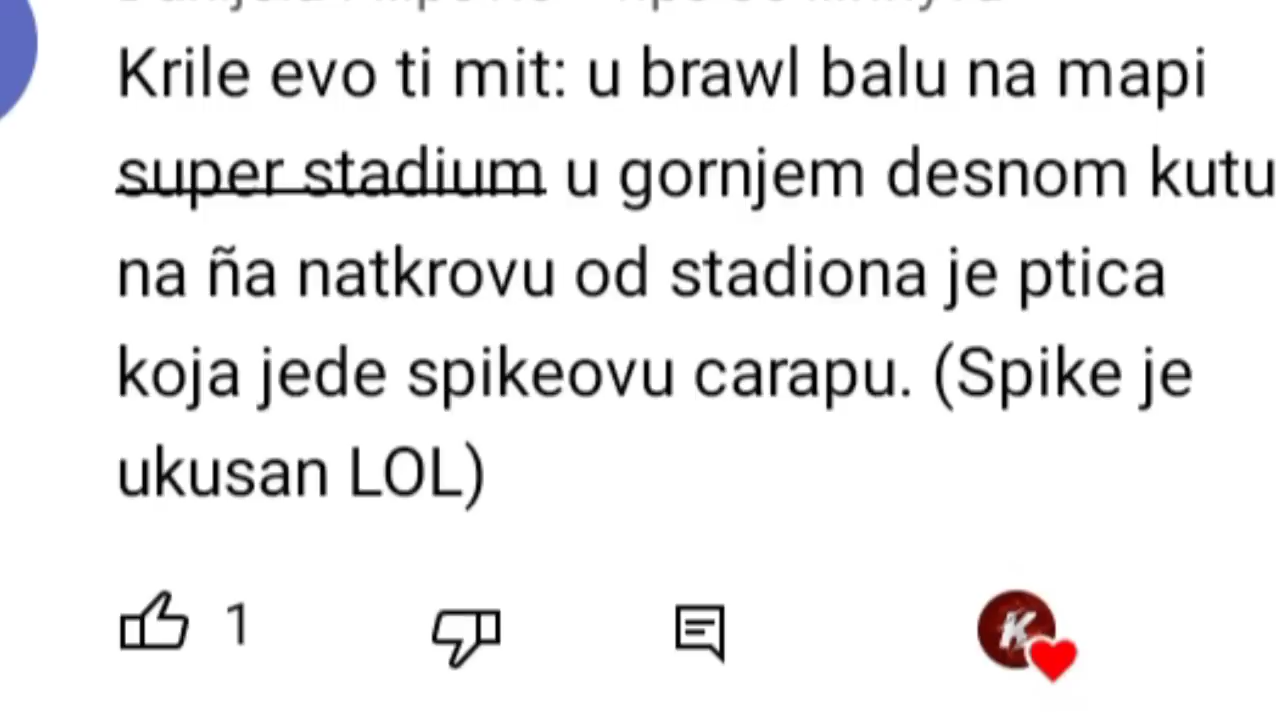 Krile evo ti mit: u brawl balu na mapi
super stadium u gornjem desnom kutu
na ña natkrovu od stadiona je ptica
koja jede spikeovu carapu. (Spike je
ukusan LOL)
1
K